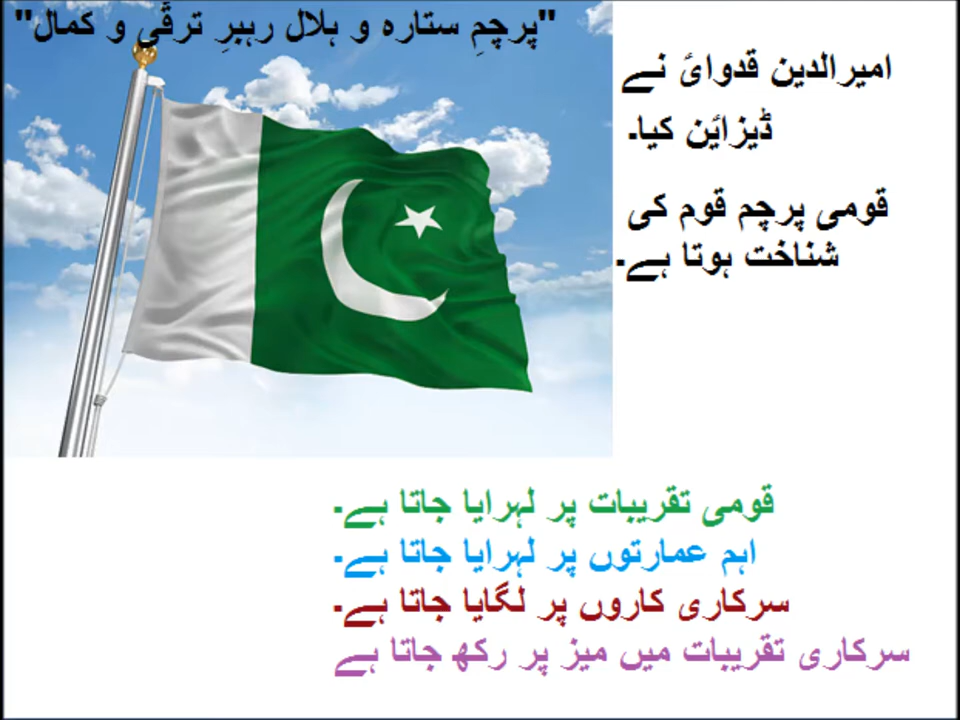 "پرچمِ ستارہ و ہلال رہبرِ ترقّی و کمال"
امیرالدین قدوائ نے
ڈیزائن کیا۔
قومی پرچم قوم کی
شناخت ہوتا ہے۔
قومی تقریبات پر لہرایا جاتا ہے۔
اہم عمارتوں پر لہرایا جاتا ہے۔
سرکاری کاروں پر لگایا جاتا ہے۔
سرکاری تقریبات میں میز پر رکھ جاتا ہے